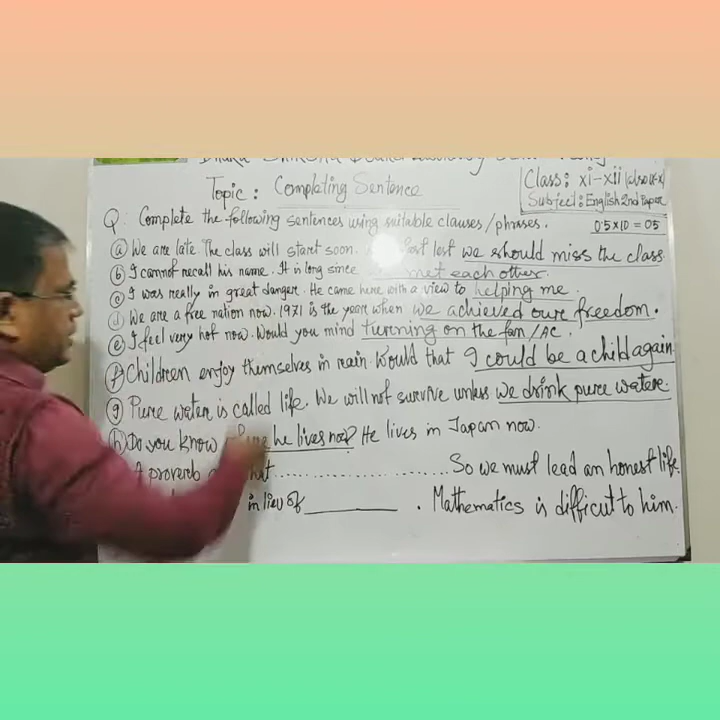 Topic: Completing Sentence
Class: xi-xii
Subject: English 2nd Paper
Q: Complete the following sentences using suitable clauses/phrases. 0.5×10=05
(a) We are late. The class will start soon. lest we should miss the class.
(b) I cannot recall his name. It is long since met each other.
(c) I was really in great danger. He came here with a view to helping me.
(d) We are a free nation now. 1971 is the year when we achieved our freedom.
(e) I feel very hot now. Would you mind turning on the fan/AC.
(f) Children enjoy themselves in rain. Would that I could be a child again.
(g) Pure water is called life. We will not survive unless we drink pure water.
(h) Do you know he lives now? He lives in Japan now.
A proverb ........................ So we must lead an honest life.
in lieu of __________. Mathematics is difficult to him.